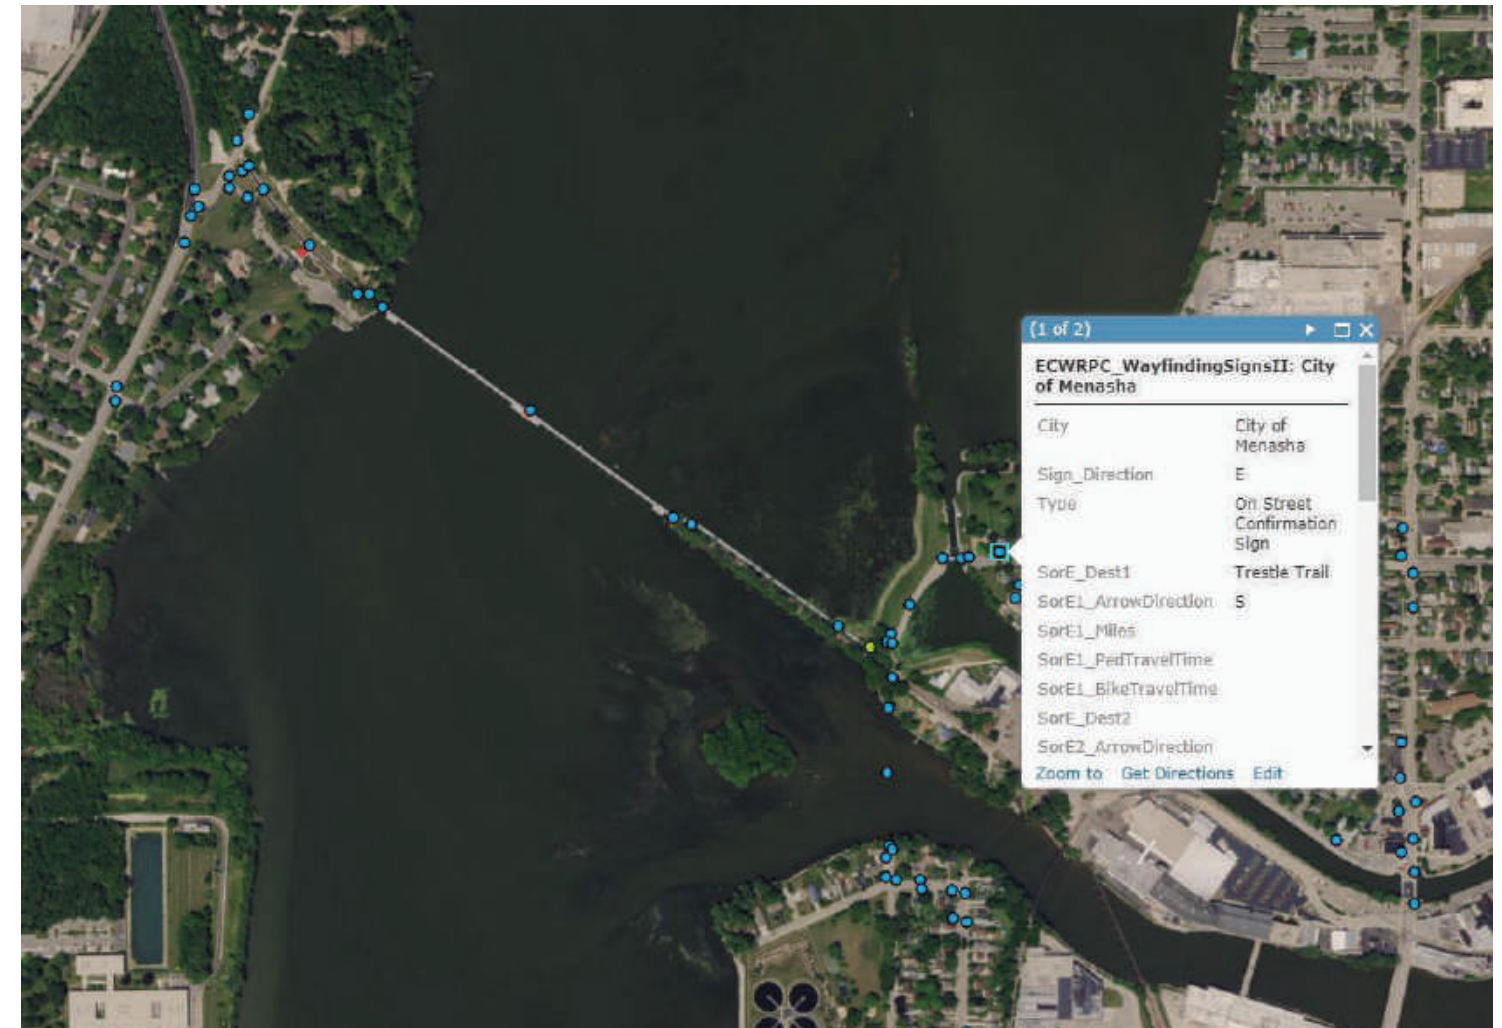 (1 of 2)
ECWRPC_WayfindingSignsII: City
of Menasha
City City of
Menasha
Sign_Direction E
Type On Street
Confirmation
Sign
SorE_Dest1 Trestle Trail
SorE1_ArrowDirection S
SorE1_Miles
SorE1_PedTravelTime
SorE1_BikeTravelTime
SorE_Dest2
SorE2_ArrowDirection
Zoom to Get Directions Edit